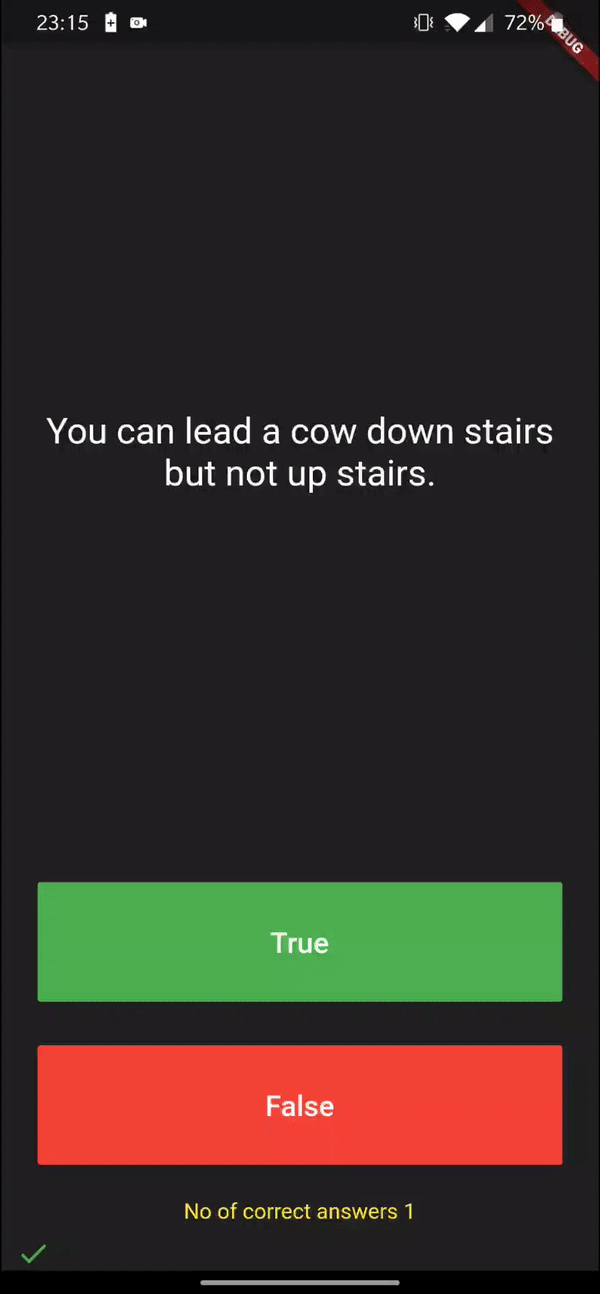 23:15
72%
You can lead a cow down stairs
but not up stairs.
True
False
No of correct answers 1